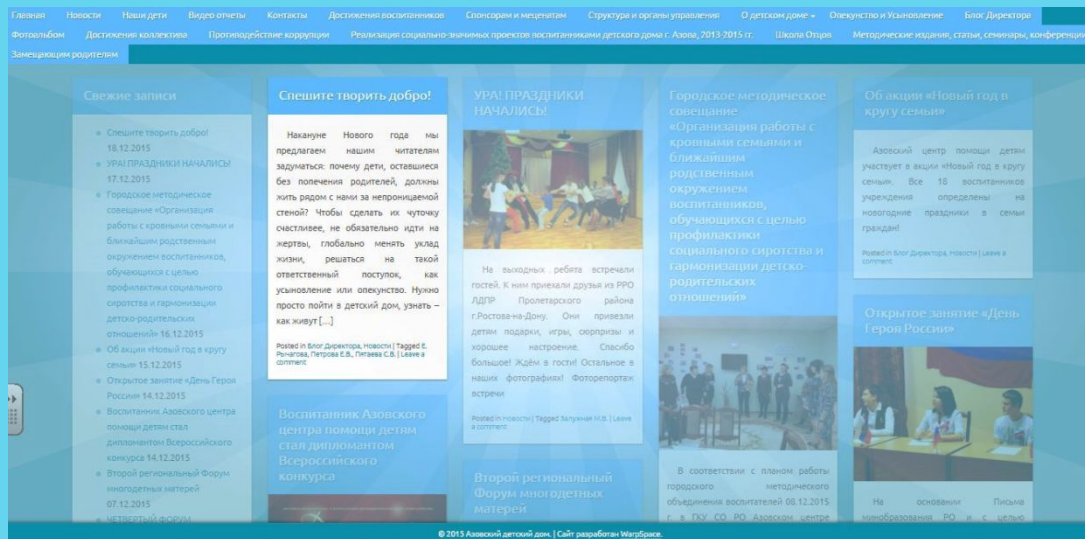 Главная Новости Наши дети Видео отчеты Контакты Достижения воспитанников Спонсорам и меценатам Структура и органы управления О детском доме Опекунство и Усыновление Блог Директора
Фотоальбом Достижения коллектива Противодействие коррупции Реализация социально-значимых проектов воспитанниками детского дома г. Азова, 2013-2015 гг. Школа Отцов Методические издания, статьи, семинары, конференции
Замещающим родителям
Свежие записи
Спешите творить добро!
18.12.2015
УРА! ПРАЗДНИКИ НАЧАЛИСЬ!
17.12.2015
Городское методическое
совещание «Организация
работы с кровными семьями и
ближайшим родственным
окружением воспитанников,
обучающихся с целью
профилактики социального
сиротства и гармонизации
детско-родительских
отношений» 16.12.2015
Об акции «Новый год в кругу
семьи» 15.12.2015
Открытое занятие «День Героя
России» 14.12.2015
Воспитанник Азовского центра
помощи детям стал
дипломантом Всероссийского
конкурса 14.12.2015
Второй региональный Форум
многодетных матерей
07.12.2015
ЧЕТВЕРТЫЙ ФОРУМ
Спешите творить добро!
Накануне Нового года мы
предлагаем нашим читателям
задуматься: почему дети, оставшиеся
без попечения родителей, должны
жить рядом с нами за непроницаемой
стеной? Чтобы сделать их чуточку
счастливее, не обязательно идти на
жертвы, глобально менять уклад
жизни, решаться на такой
ответственный поступок, как
усыновление или опекунство. Нужно
просто пойти в детский дом, узнать –
как живут [...]
Posted in Блог Директора, Новости | Tagged Е.
Рычагова, Петрова Е.В., Пятаева С.В. | Leave a
comment
Воспитанник Азовского
центра помощи детям
стал дипломантом
Всероссийского
конкурса
УРА! ПРАЗДНИКИ
НАЧАЛИСЬ!
На выходных ребята встречали
гостей. К ним приехали друзья из РРО
ЛДПР Пролетарского района
г.Ростова-на-Дону. Они привезли
детям подарки, игры, сюрпризы и
хорошее настроение. Спасибо
большое! Ждём в гости! Остальное в
наших фотографиях! Фоторепортаж
встречи
Posted in Новости | Tagged Залужная М.В. | Leave
a comment
Второй региональный
Форум многодетных
матерей
Городское методическое
совещание
«Организация работы с
кровными семьями и
ближайшим
родственным
окружением
воспитанников,
обучающихся с целью
профилактики
социального сиротства и
гармонизации детско-
родительских
отношений»
В соответствии с планом работы
городского методического
объединения воспитателей 08.12.2015
г. в ГКУ СО РО Азовском центре
Об акции «Новый год в
кругу семьи»
Азовский центр помощи детям
участвует в акции «Новый год в кругу
семьи». Все 18 воспитанников
учреждения определены на
новогодние праздники в семьи
граждан!
Posted in Блог Директора, Новости | Leave a
comment
Открытое занятие «День
Героя России»
На основании Письма
минобразования РО и с целью
© 2015 Азовский детский дом. | Сайт разработан WarpSpace.